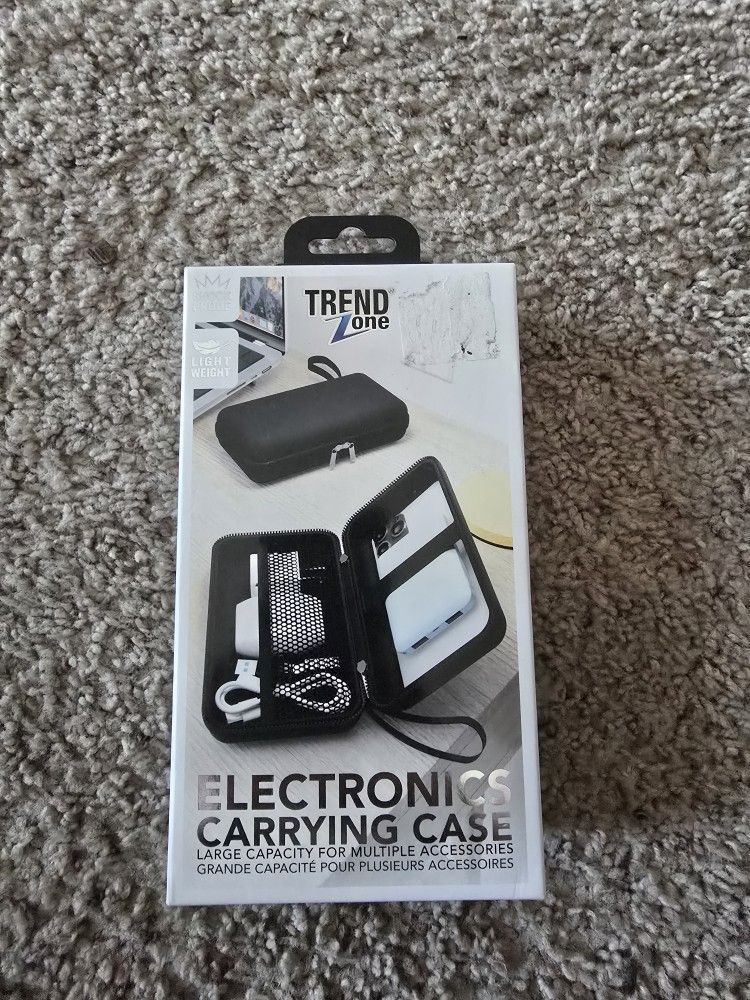 TREND
Zone
LIGHT
WEIGHT
ELECTRONICS
CARRYING CASE
LARGE CAPACITY FOR MULTIPLE ACCESSORIES
GRANDE CAPACITÉ POUR PLUSIEURS ACCESSOIRES